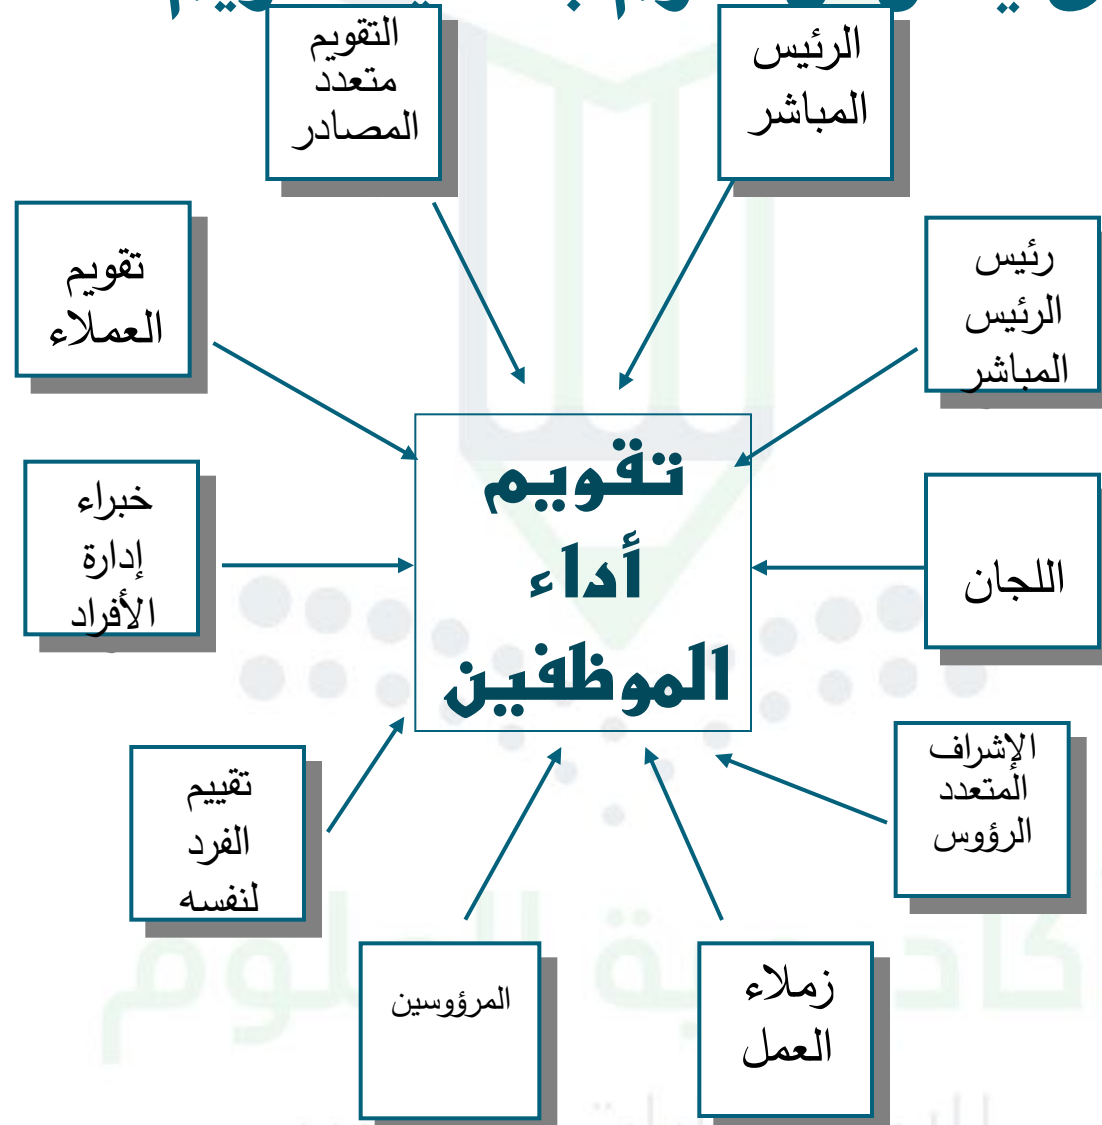 الرئيس
المباشر
التقويم
متعدد
المصادر
رئيس
الرئيس
المباشر
تقويم
العملاء
تقويم
أداء
الموظفين
اللجان
خبراء
إدارة
الأفراد
الإشراف
المتعدد
الرؤوس
تقييم
الفرد
لنفسه
زملاء
العمل
المرؤوسين